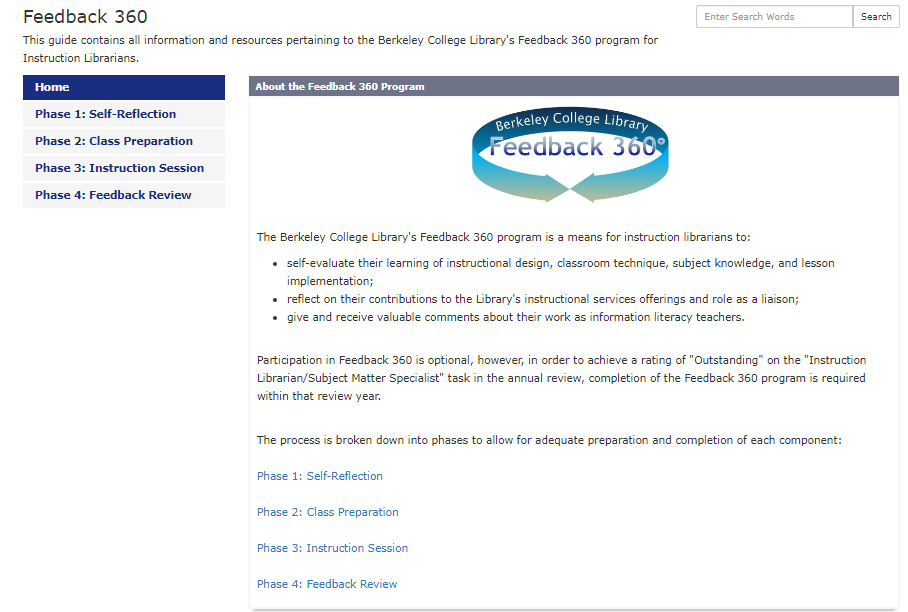 Feedback 360
Enter Search Words
Search
This guide contains all information and resources pertaining to the Berkeley College Library's Feedback 360 program for
Instruction Librarians.
Home
Phase 1: Self-Reflection
Phase 2: Class Preparation
Phase 3: Instruction Session
Phase 4: Feedback Review
About the Feedback 360 Program
Berkeley College Library
Feedback 360°
The Berkeley College Library's Feedback 360 program is a means for instruction librarians to:
• self-evaluate their learning of instructional design, classroom technique, subject knowledge, and lesson
implementation;
• reflect on their contributions to the Library's instructional services offerings and role as a liaison;
• give and receive valuable comments about their work as information literacy teachers.
Participation in Feedback 360 is optional, however, in order to achieve a rating of "Outstanding" on the "Instruction
Librarian/Subject Matter Specialist" task in the annual review, completion of the Feedback 360 program is required
within that review year.
The process is broken down into phases to allow for adequate preparation and completion of each component:
Phase 1: Self-Reflection
Phase 2: Class Preparation
Phase 3: Instruction Session
Phase 4: Feedback Review